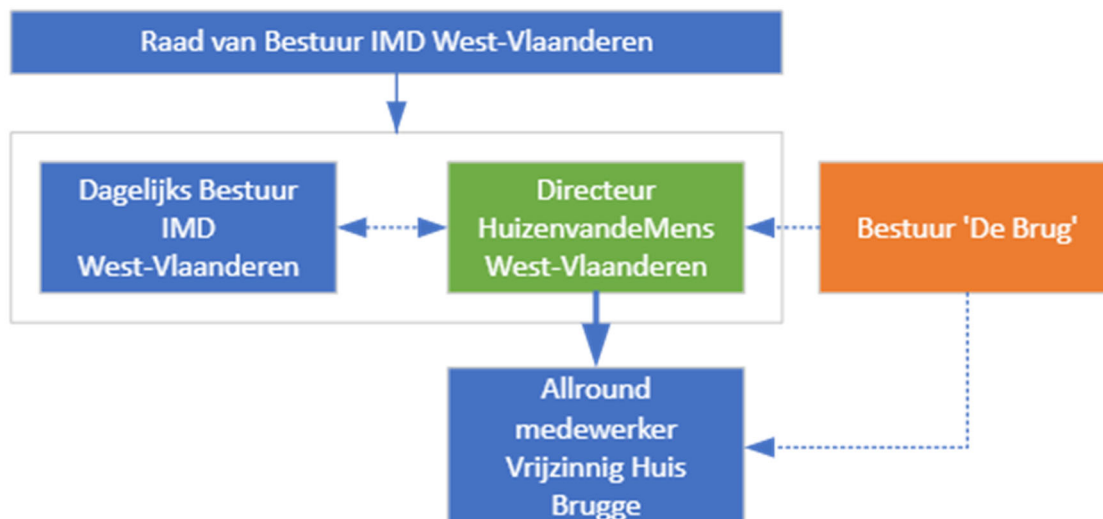 Raad van Bestuur IMD West-Vlaanderen
Dagelijks Bestuur
IMD
West-Vlaanderen
Directeur
HuizenvandeMens
West-Vlaanderen
Bestuur 'De Brug'
Allround
medewerker
Vrijzinnig Huis
Brugge